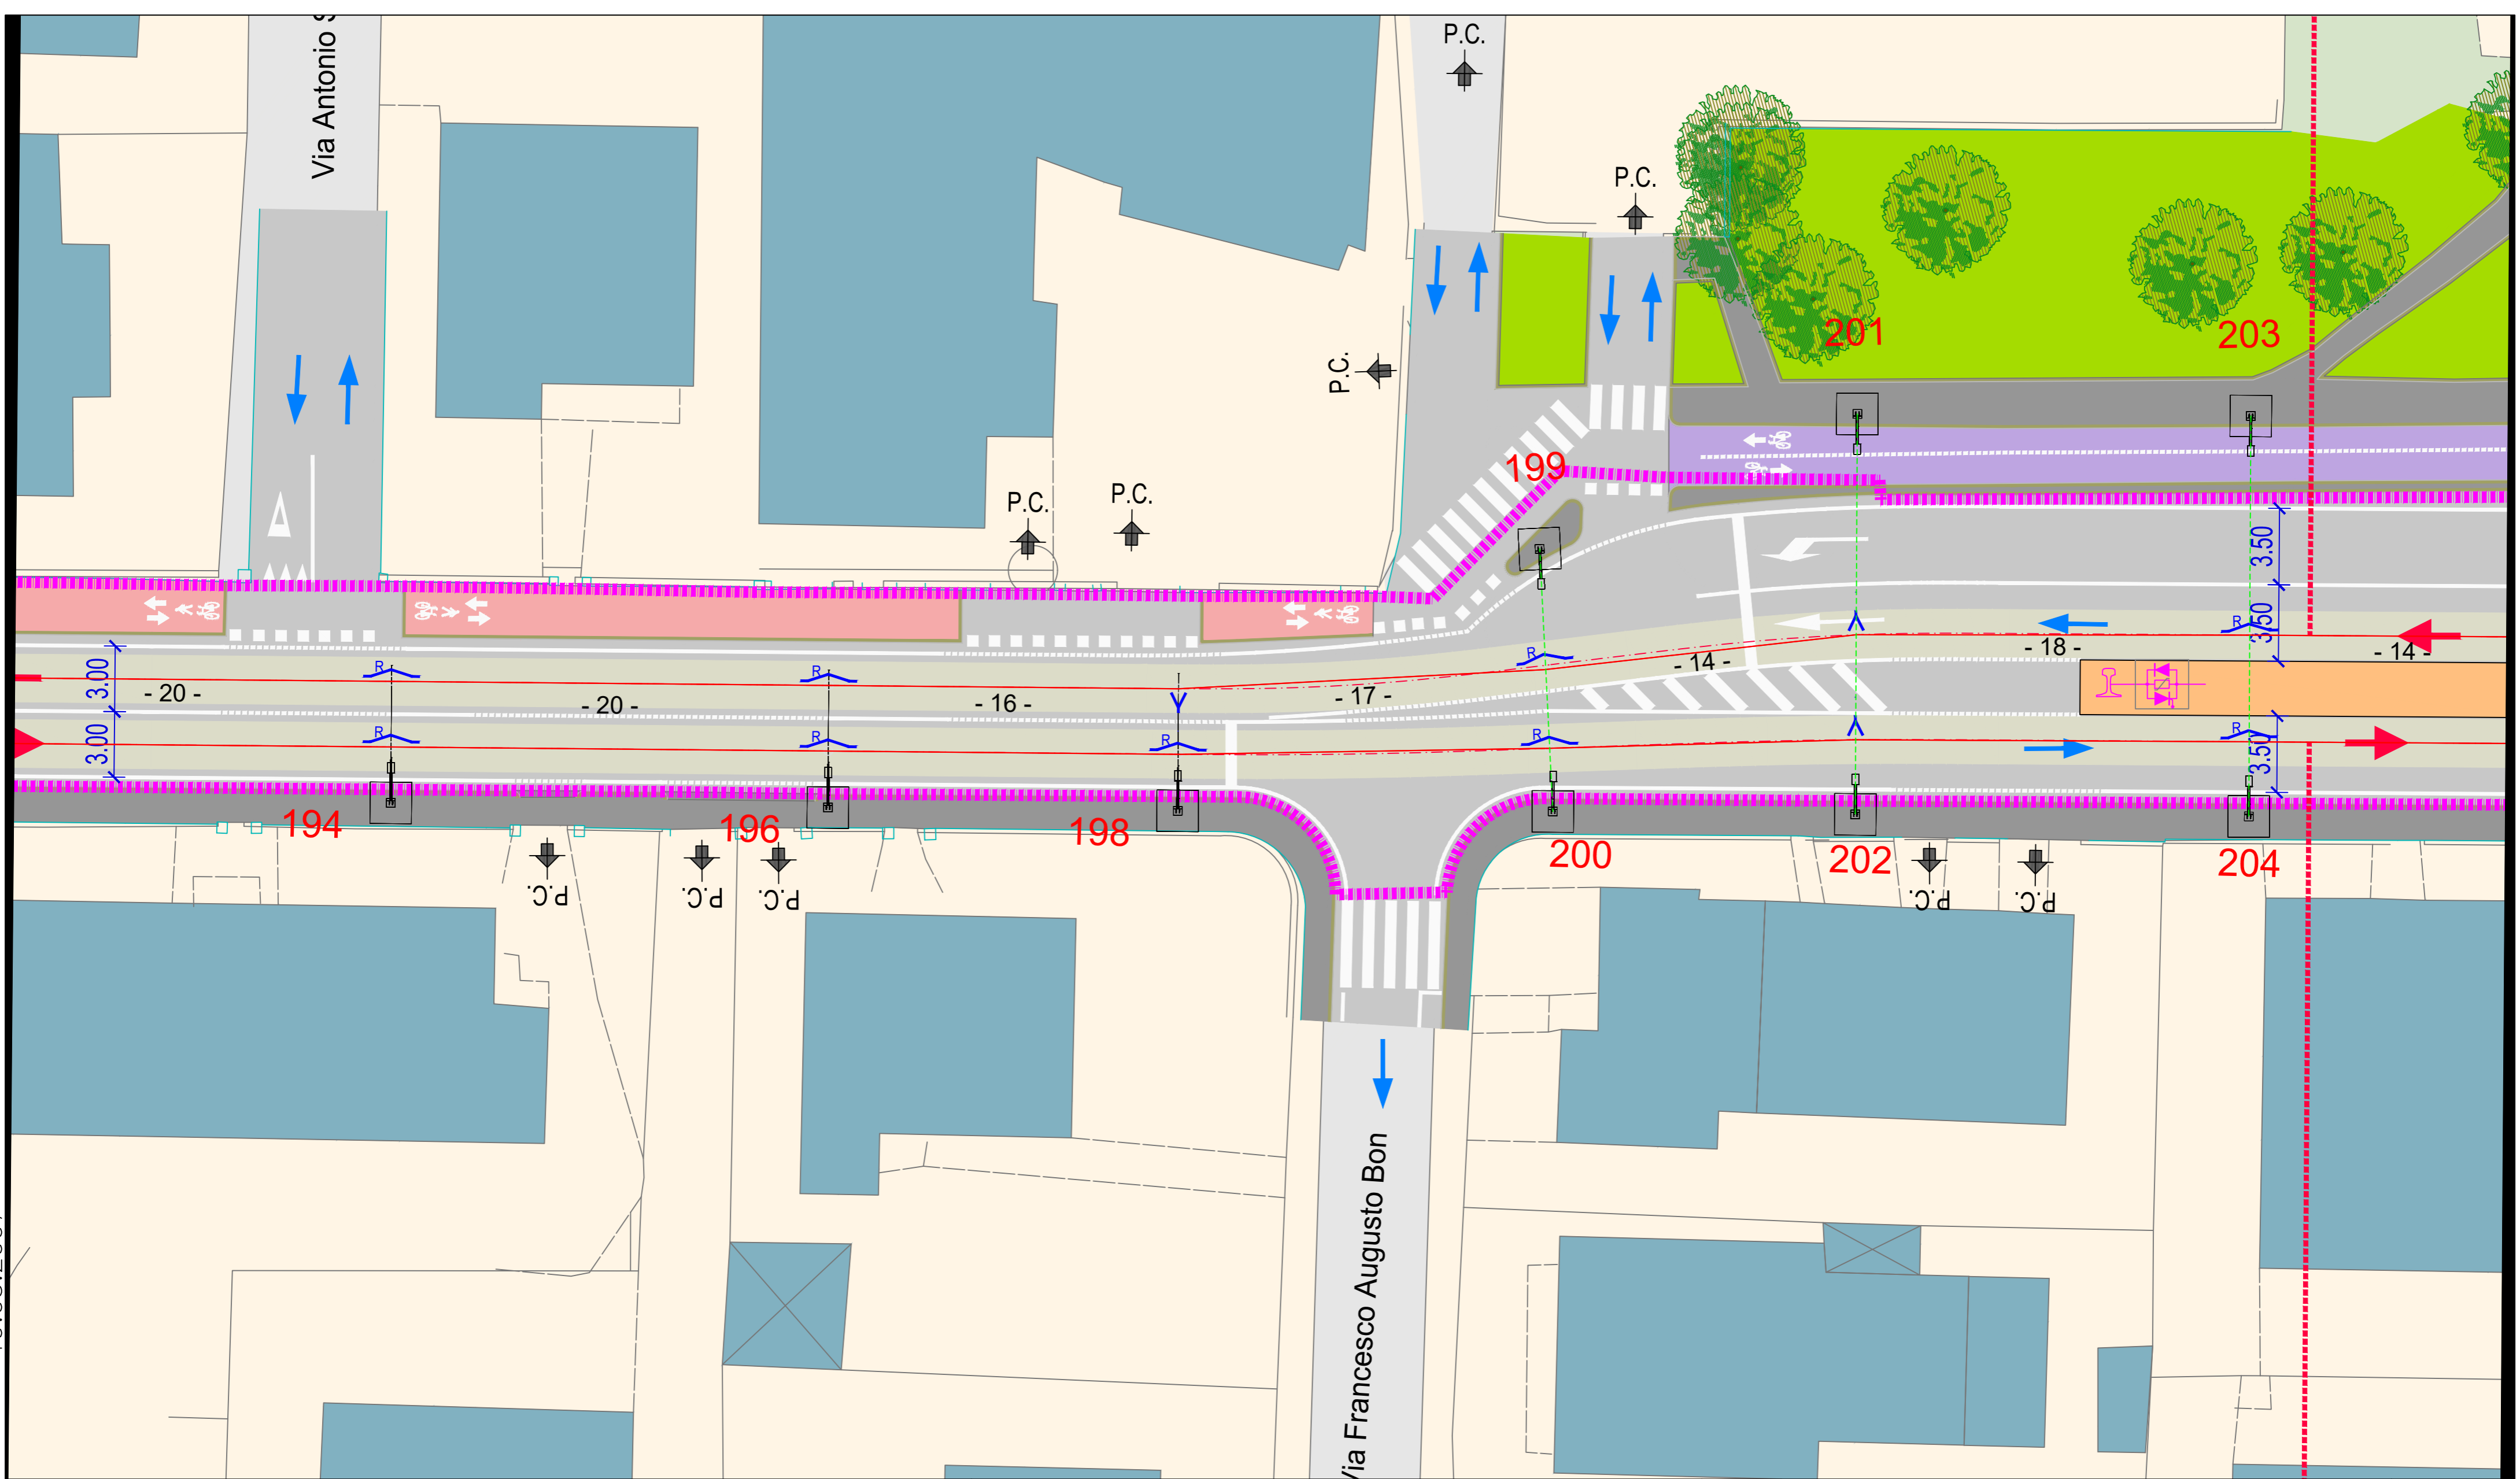 Via Antonio
P.C.
P.C.
P.C.
P.C.
P.C.
201
203
199
3.50
3.50
3.50
3.00
3.00
R
R
R
R
R
R
R
R
R
- 20 -
- 20 -
- 16 -
- 17 -
- 14 -
- 18 -
- 14 -
194
196
198
200
202
204
P.C.
P.C.
P.C.
P.C.
P.C.
Via Francesco Augusto Bon